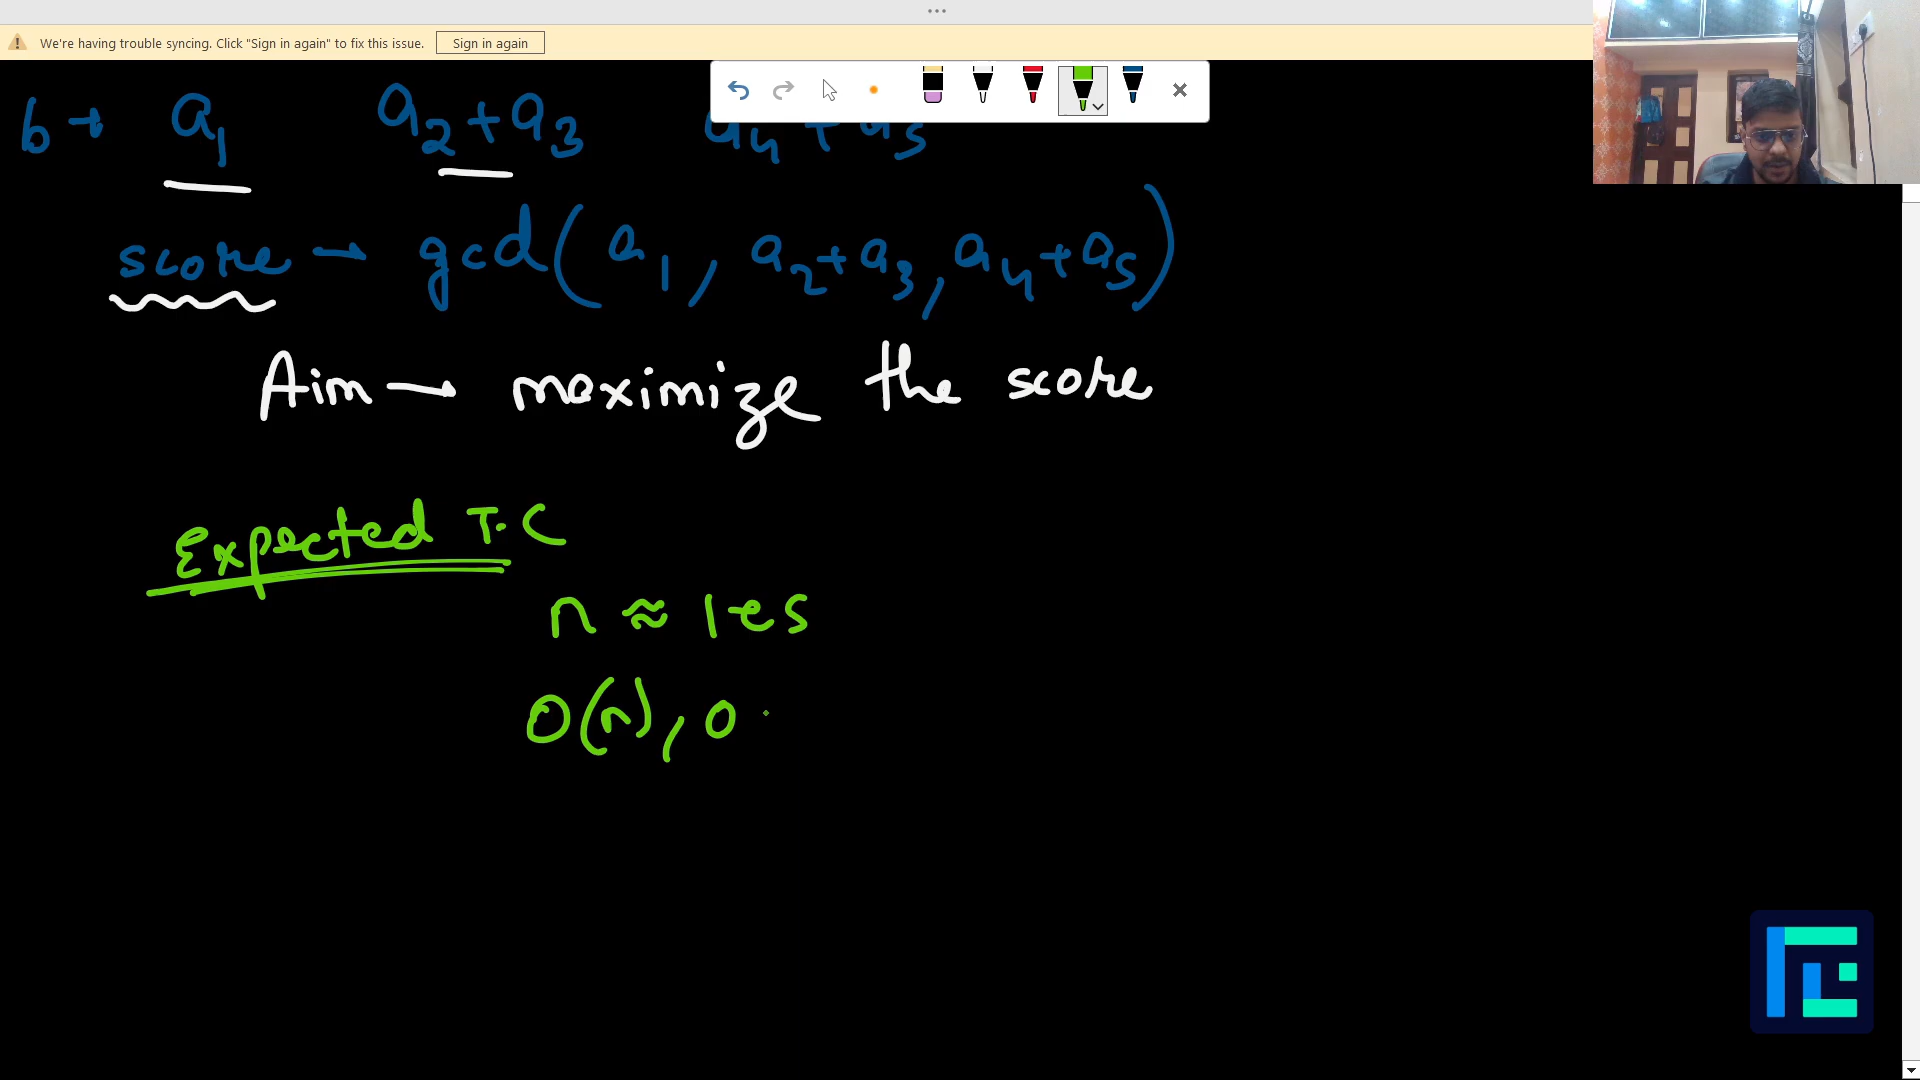 We're having trouble syncing. Click "Sign in again" to fix this issue. Sign in again
b → a1 a2+a3 a4+a5
score → gcd(a1, a2+a3, a4+a5)
Aim → maximize the score
Expected T.C
n ≈ 1e5
O(n), O